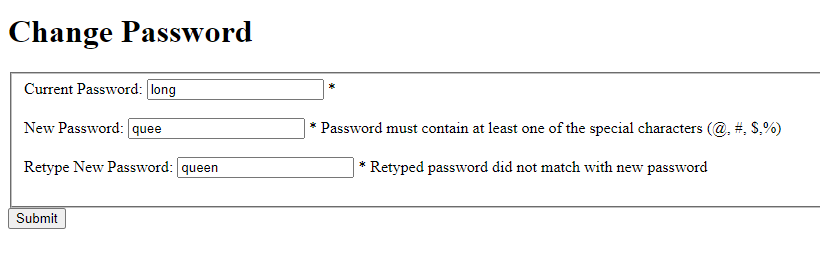 Change Password
Current Password: long *
New Password: quee * Password must contain at least one of the special characters (@, #, $,%)
Retype New Password: queen * Retyped password did not match with new password
Submit